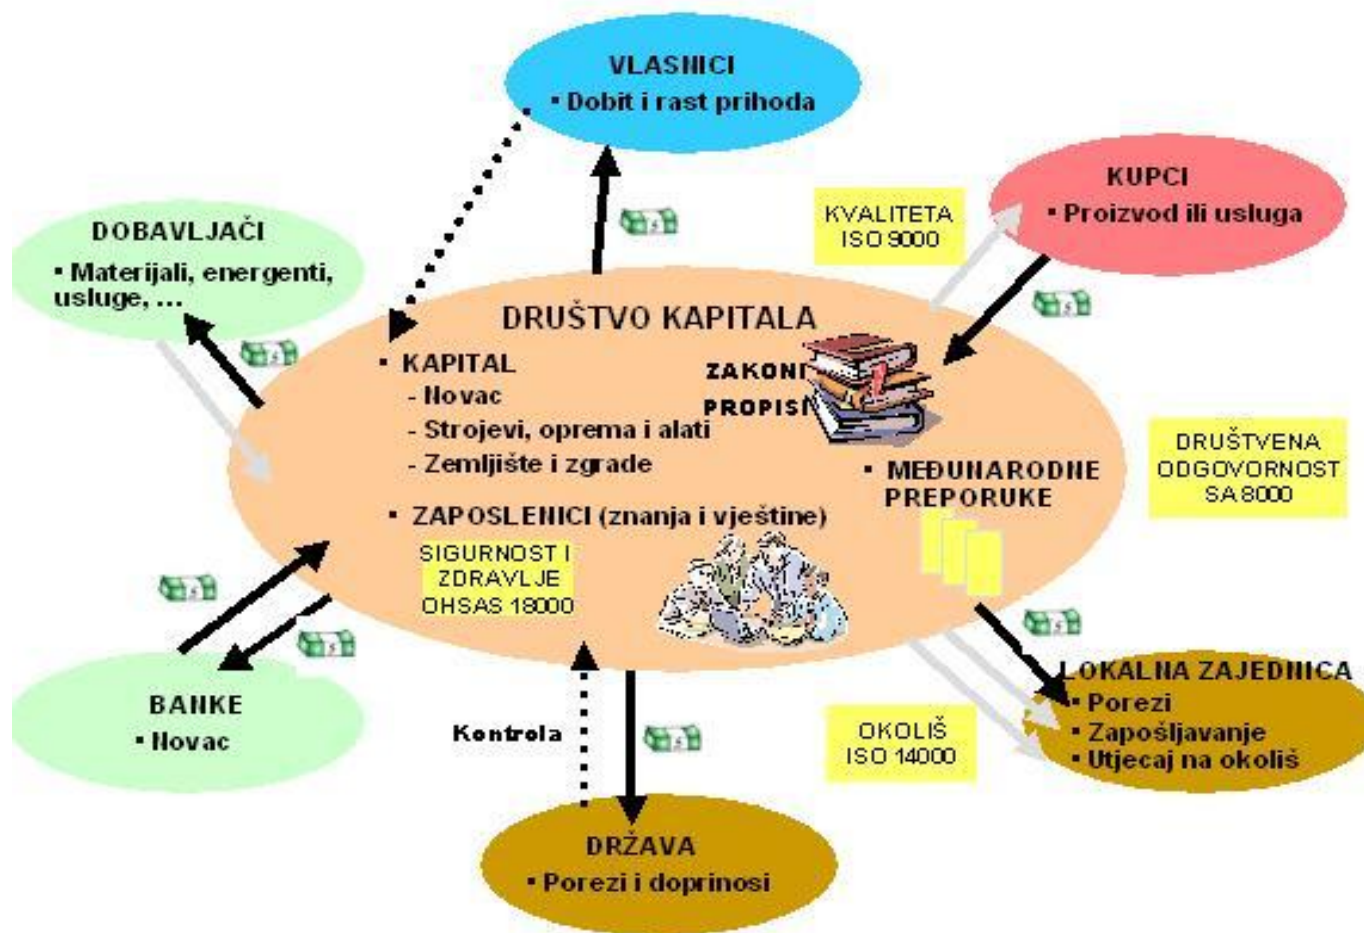 VLASNICI
▪ Dobit i rast prihoda
KUPCI
▪ Proizvod ili usluga
KVALITETA
ISO 9000
DOBAVLJAČI
▪ Materijali, energenti,
usluge, ...
DRUŠTVO KAPITALA
▪ KAPITAL
- Novac
- Strojevi, oprema i alati
- Zemljište i zgrade
ZAKONI
PROPISI
▪ MEĐUNARODNE
PREPORUKE
▪ ZAPOSLENICI (znanja i vještine)
SIGURNOST I
ZDRAVLJE
OHSAS 18000
DRUŠTVENA
ODGOVORNOST
SA 8000
BANKE
▪ Novac
Kontrola
OKOLIŠ
ISO 14000
LOKALNA ZAJEDNICA
▪ Porezi
▪ Zapošljavanje
▪ Utjecaj na okoliš
DRŽAVA
▪ Porezi i doprinosi